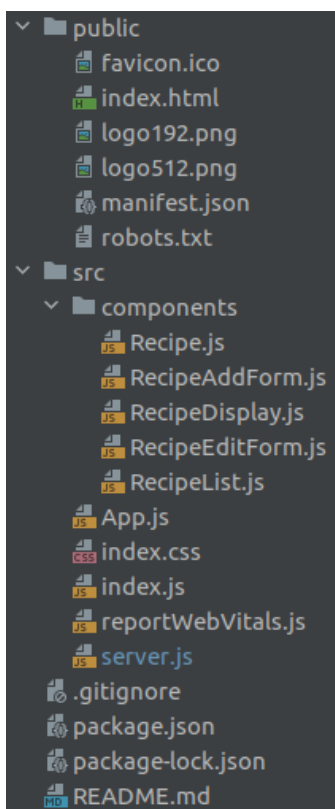 public
favicon.ico
index.html
logo192.png
logo512.png
manifest.json
robots.txt
src
components
Recipe.js
RecipeAddForm.js
RecipeDisplay.js
RecipeEditForm.js
RecipeList.js
App.js
index.css
index.js
reportWebVitals.js
server.js
.gitignore
package.json
package-lock.json
README.md